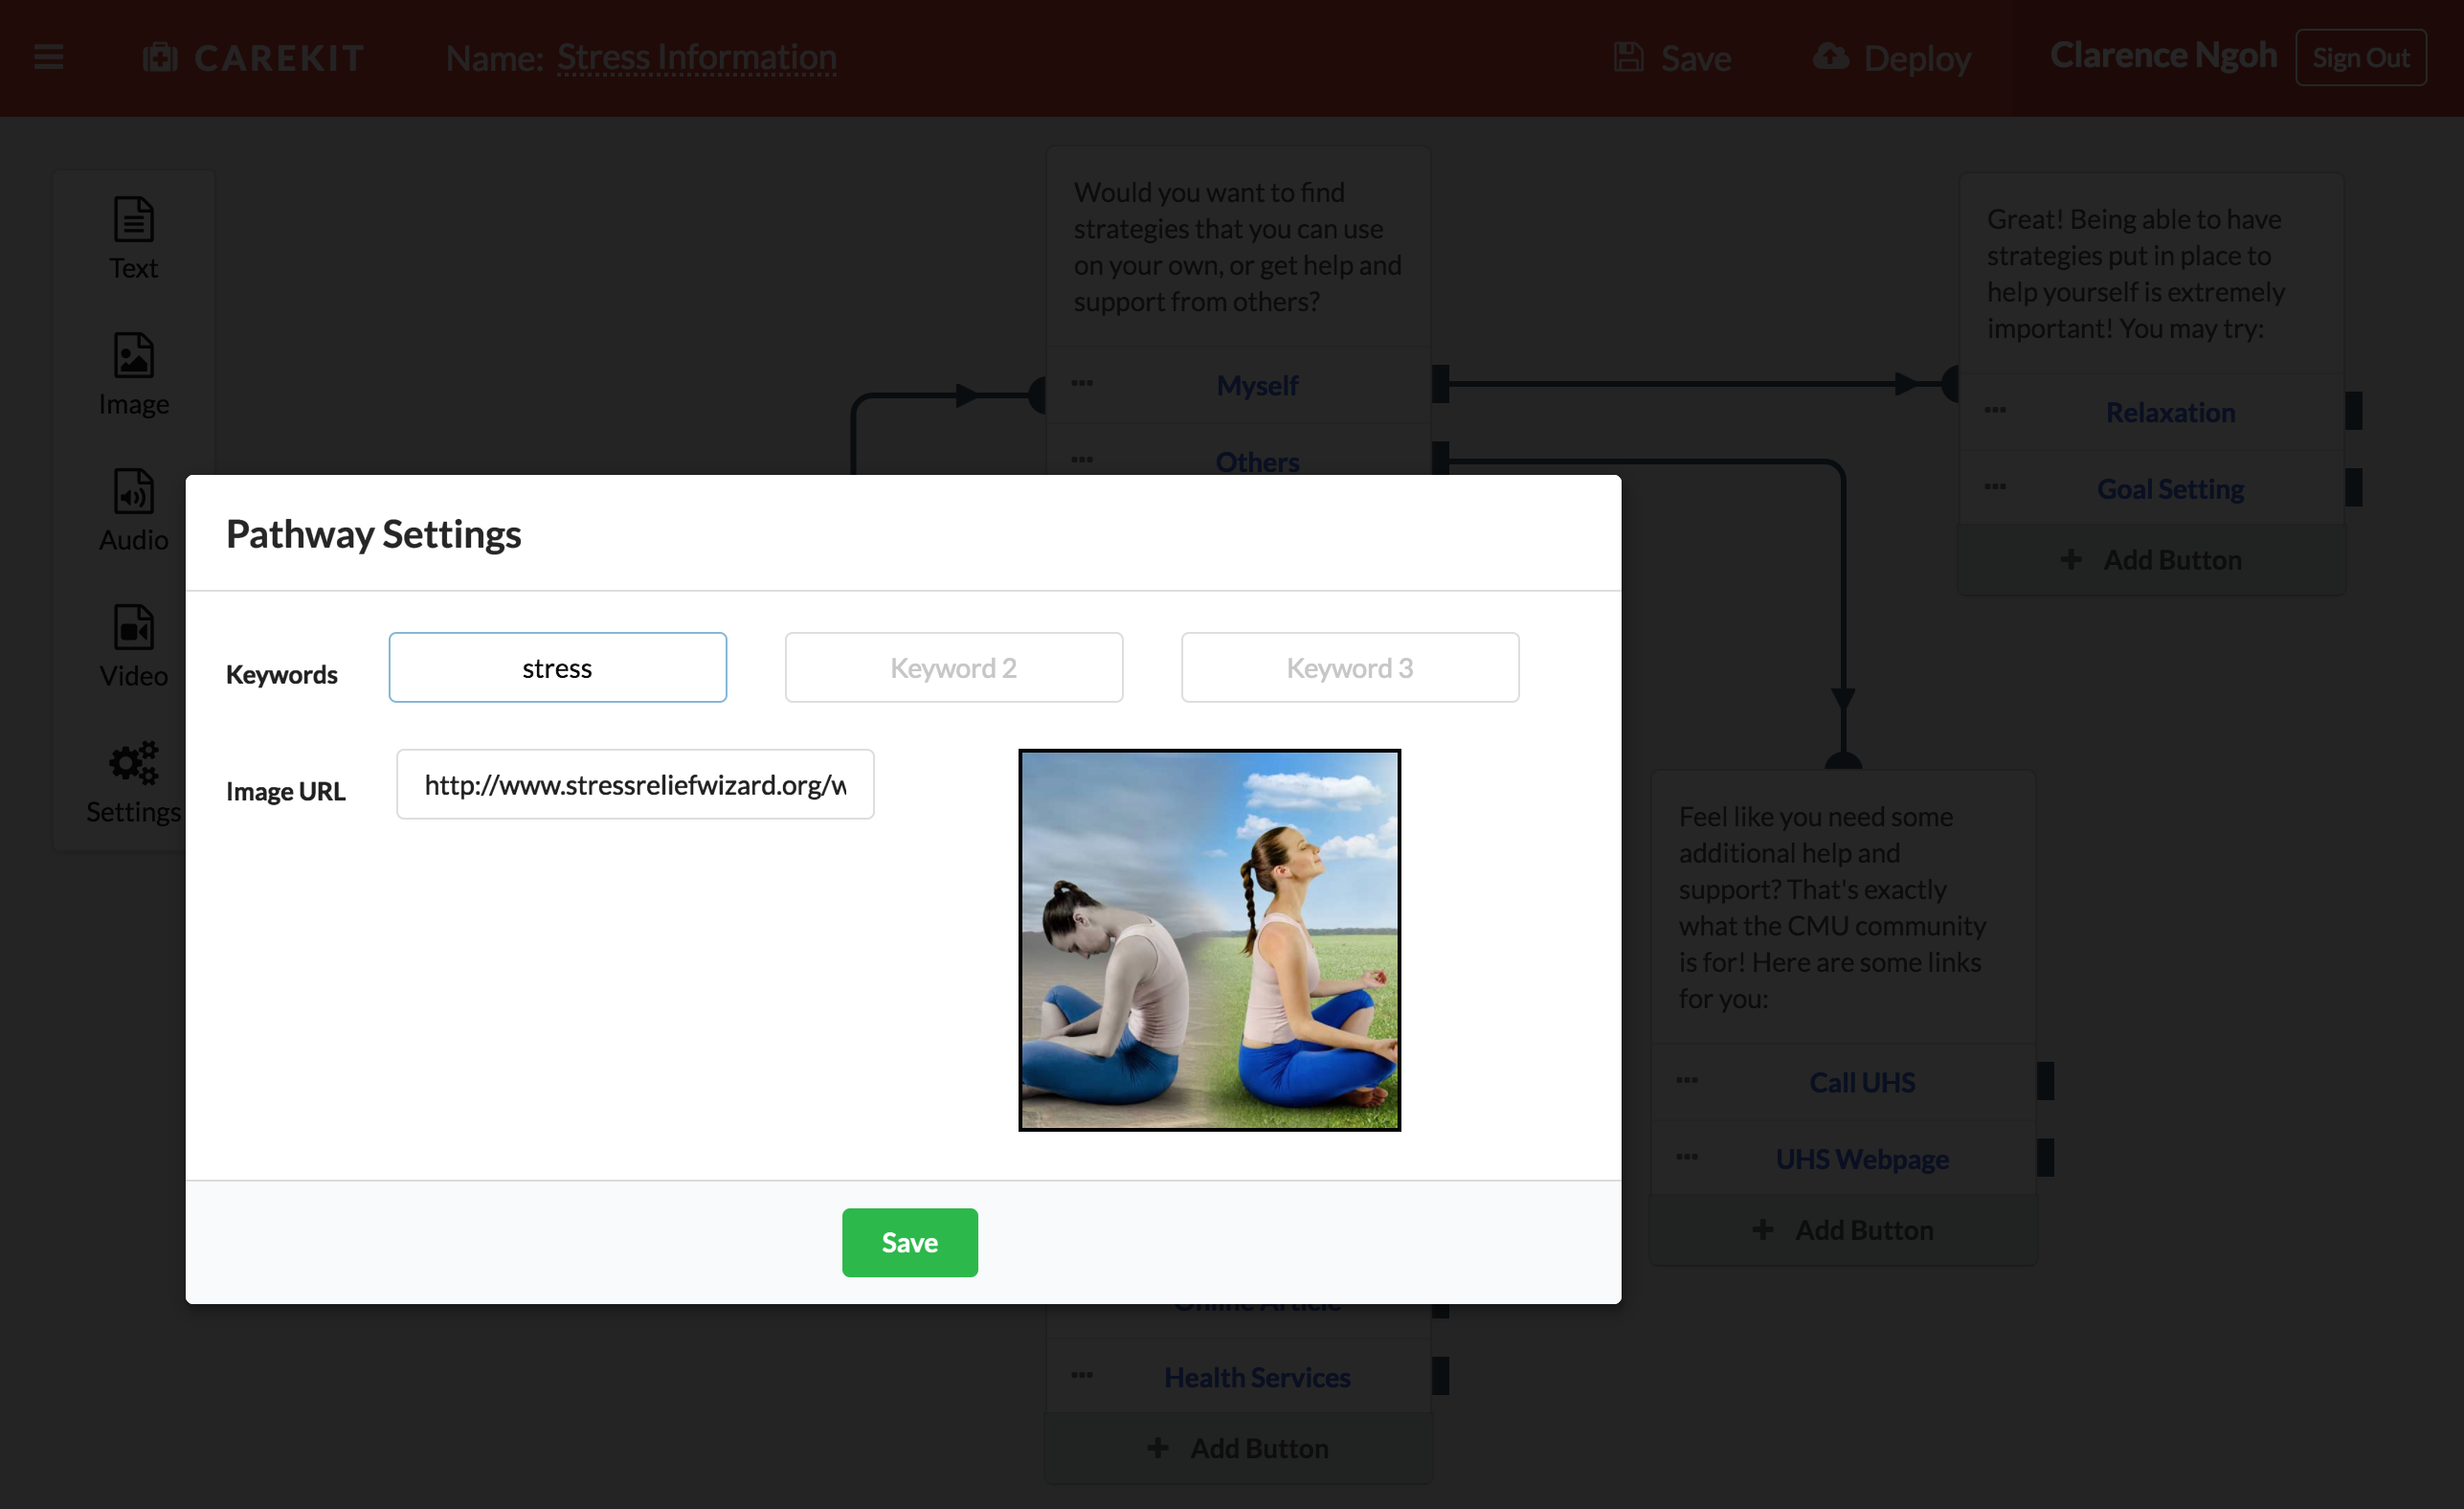 CAREKIT
Name: Stress Information
Save
Deploy
Clarence Ngoh
Sign Out
Text
Image
Audio
Video
Settings
Would you want to find
strategies that you can use
on your own, or get help and
support from others?
Myself
Others
Great! Being able to have
strategies put in place to
help yourself is extremely
important! You may try:
Relaxation
Goal Setting
Add Button
Pathway Settings
Keywords
stress
Keyword 2
Keyword 3
Image URL
http://www.stressreliefwizard.org/w
Save
Feel like you need some
additional help and
support? That's exactly
what the CMU community
is for! Here are some links
for you:
Call UHS
UHS Webpage
Add Button
Online Article
Health Services
Add Button